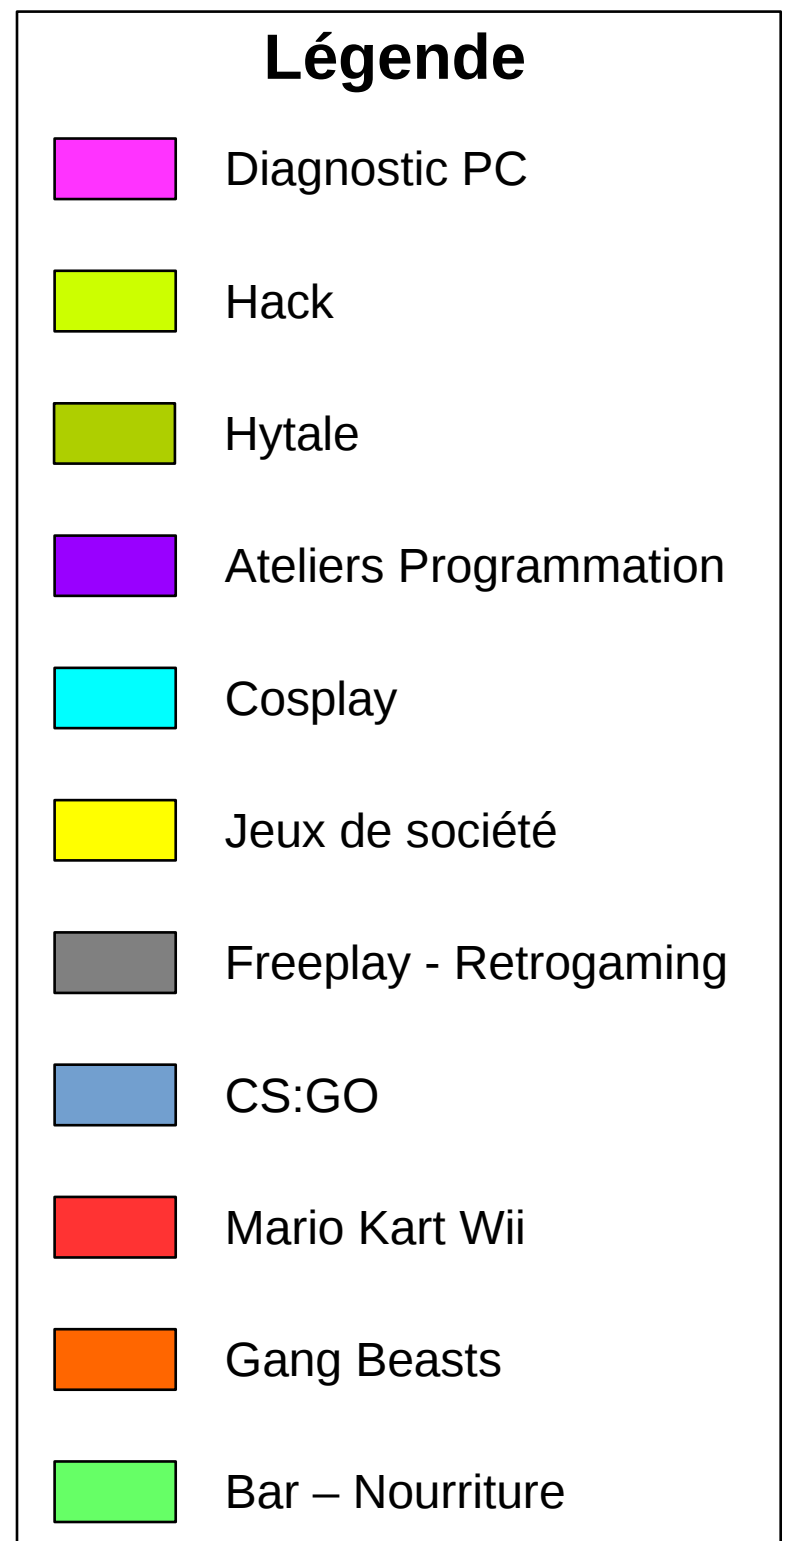 Légende
Diagnostic PC
Hack
Hytale
Ateliers Programmation
Cosplay
Jeux de société
Freeplay - Retrogaming
CS:GO
Mario Kart Wii
Gang Beasts
Bar – Nourriture